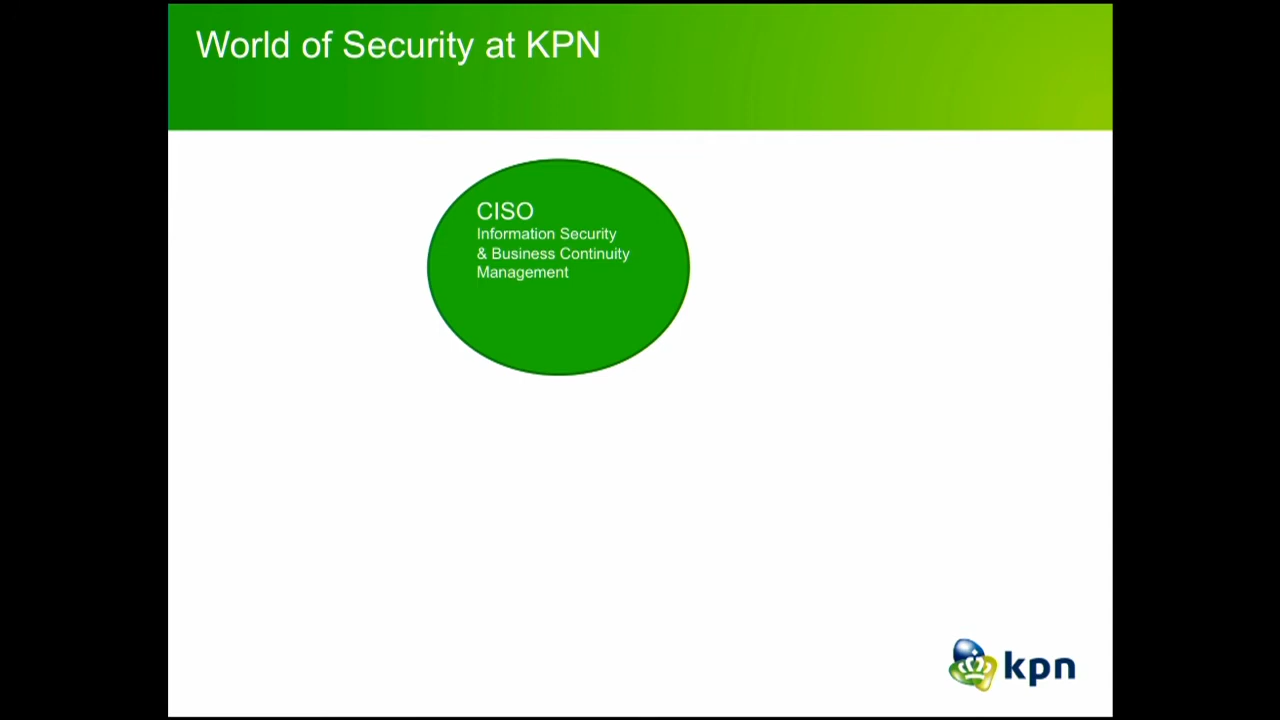 World of Security at KPN
CISO
Information Security
& Business Continuity
Management
kpn